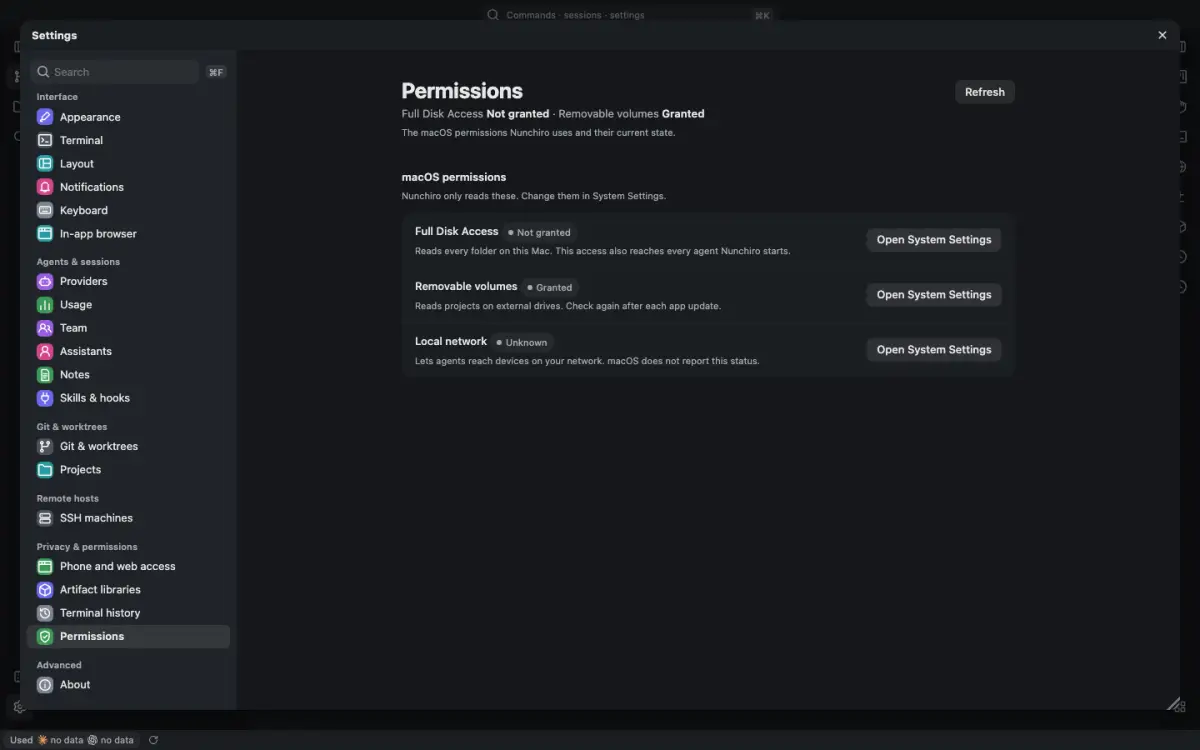 Commands · sessions · settings ⌘K
Settings
Search ⌘F
Interface
Appearance
Terminal
Layout
Notifications
Keyboard
In-app browser
Agents & sessions
Providers
Usage
Team
Assistants
Notes
Skills & hooks
Git & worktrees
Git & worktrees
Projects
Remote hosts
SSH machines
Privacy & permissions
Phone and web access
Artifact libraries
Terminal history
Permissions
Advanced
About
Permissions
Refresh
Full Disk Access Not granted · Removable volumes Granted
The macOS permissions Nunchiro uses and their current state.
macOS permissions
Nunchiro only reads these. Change them in System Settings.
Full Disk Access Not granted
Reads every folder on this Mac. This access also reaches every agent Nunchiro starts.
Open System Settings
Removable volumes Granted
Reads projects on external drives. Check again after each app update.
Open System Settings
Local network Unknown
Lets agents reach devices on your network. macOS does not report this status.
Open System Settings
Used no data no data